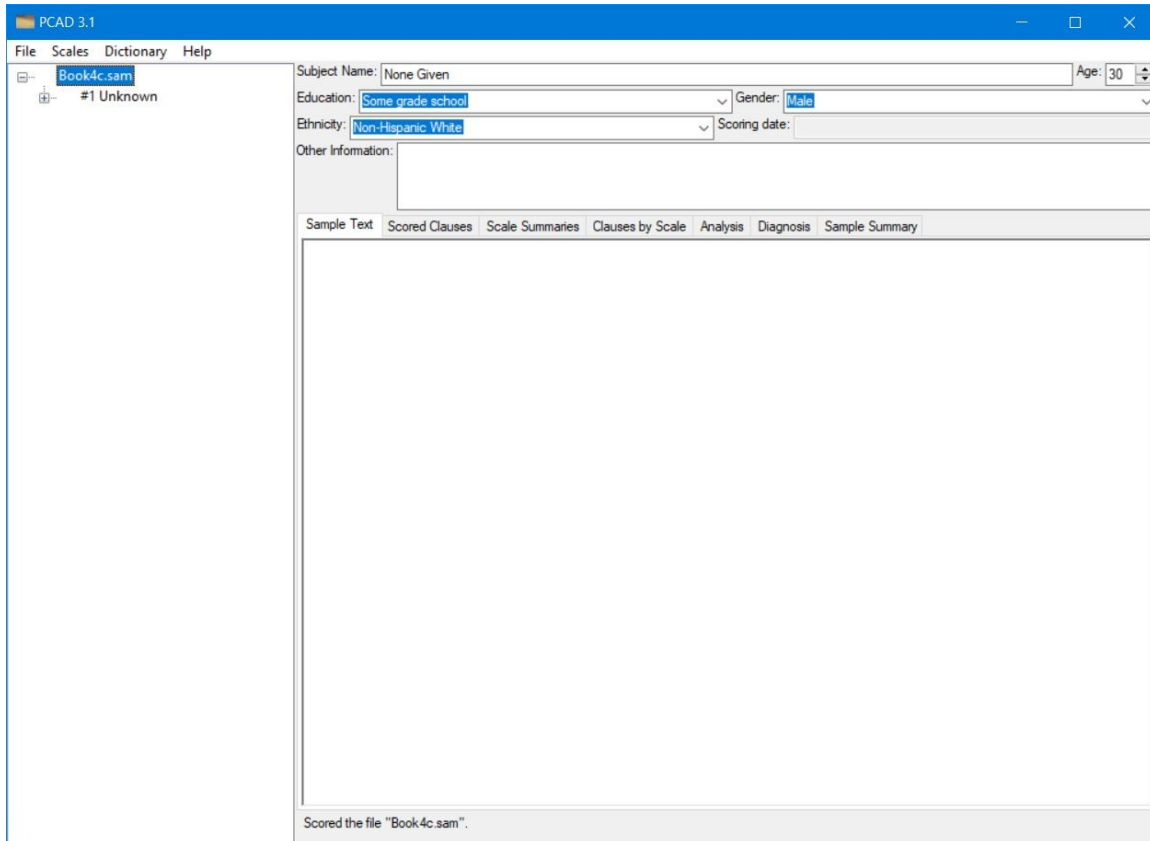 PCAD 3.1
File Scales Dictionary Help
Book4c.sam
#1 Unknown
Subject Name: None Given Age: 30
Education: Some grade school Gender: Male
Ethnicity: Non-Hispanic White Scoring date:
Other Information:
Sample Text Scored Clauses Scale Summaries Clauses by Scale Analysis Diagnosis Sample Summary
Scored the file "Book4c.sam".